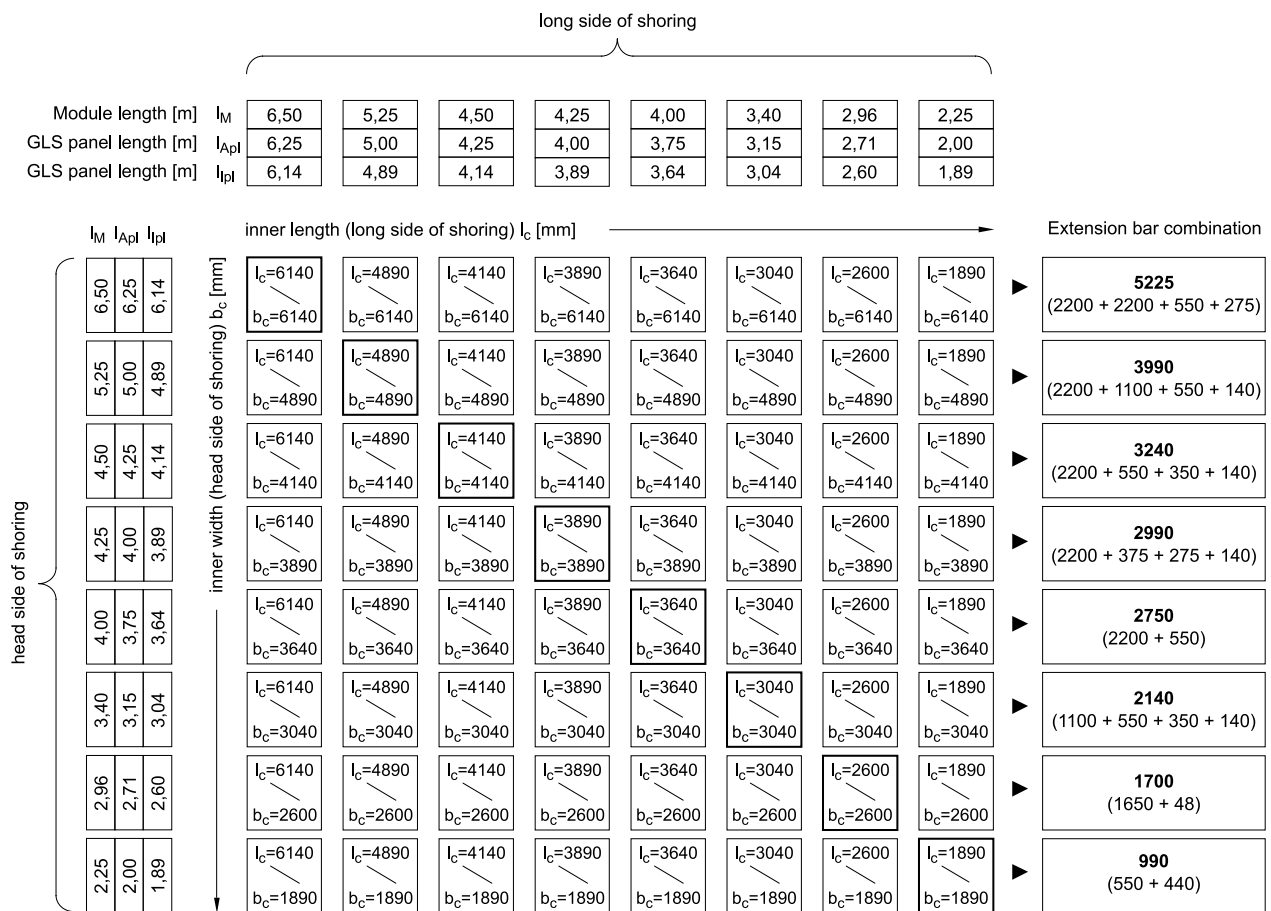 long side of shoring
Module length [m] lM 6,50 5,25 4,50 4,25 4,00 3,40 2,96 2,25
GLS panel length [m] lApl 6,25 5,00 4,25 4,00 3,75 3,15 2,71 2,00
GLS panel length [m] lIpl 6,14 4,89 4,14 3,89 3,64 3,04 2,60 1,89
lM lApl lIpl inner length (long side of shoring) lc [mm] Extension bar combination
head side of shoring
inner width (head side of shoring) bc [mm]
6,50 6,25 6,14
lc=6140 lc=4890 lc=4140 lc=3890 lc=3640 lc=3040 lc=2600 lc=1890
bc=6140 bc=6140 bc=6140 bc=6140 bc=6140 bc=6140 bc=6140 bc=6140
5225
(2200 + 2200 + 550 + 275)
5,25 5,00 4,89
lc=6140 lc=4890 lc=4140 lc=3890 lc=3640 lc=3040 lc=2600 lc=1890
bc=4890 bc=4890 bc=4890 bc=4890 bc=4890 bc=4890 bc=4890 bc=4890
3990
(2200 + 1100 + 550 + 140)
4,50 4,25 4,14
lc=6140 lc=4890 lc=4140 lc=3890 lc=3640 lc=3040 lc=2600 lc=1890
bc=4140 bc=4140 bc=4140 bc=4140 bc=4140 bc=4140 bc=4140 bc=4140
3240
(2200 + 550 + 350 + 140)
4,25 4,00 3,89
lc=6140 lc=4890 lc=4140 lc=3890 lc=3640 lc=3040 lc=2600 lc=1890
bc=3890 bc=3890 bc=3890 bc=3890 bc=3890 bc=3890 bc=3890 bc=3890
2990
(2200 + 375 + 275 + 140)
4,00 3,75 3,64
lc=6140 lc=4890 lc=4140 lc=3890 lc=3640 lc=3040 lc=2600 lc=1890
bc=3640 bc=3640 bc=3640 bc=3640 bc=3640 bc=3640 bc=3640 bc=3640
2750
(2200 + 550)
3,40 3,15 3,04
lc=6140 lc=4890 lc=4140 lc=3890 lc=3640 lc=3040 lc=2600 lc=1890
bc=3040 bc=3040 bc=3040 bc=3040 bc=3040 bc=3040 bc=3040 bc=3040
2140
(1100 + 550 + 350 + 140)
2,96 2,71 2,60
lc=6140 lc=4890 lc=4140 lc=3890 lc=3640 lc=3040 lc=2600 lc=1890
bc=2600 bc=2600 bc=2600 bc=2600 bc=2600 bc=2600 bc=2600 bc=2600
1700
(1650 + 48)
2,25 2,00 1,89
lc=6140 lc=4890 lc=4140 lc=3890 lc=3640 lc=3040 lc=2600 lc=1890
bc=1890 bc=1890 bc=1890 bc=1890 bc=1890 bc=1890 bc=1890 bc=1890
990
(550 + 440)